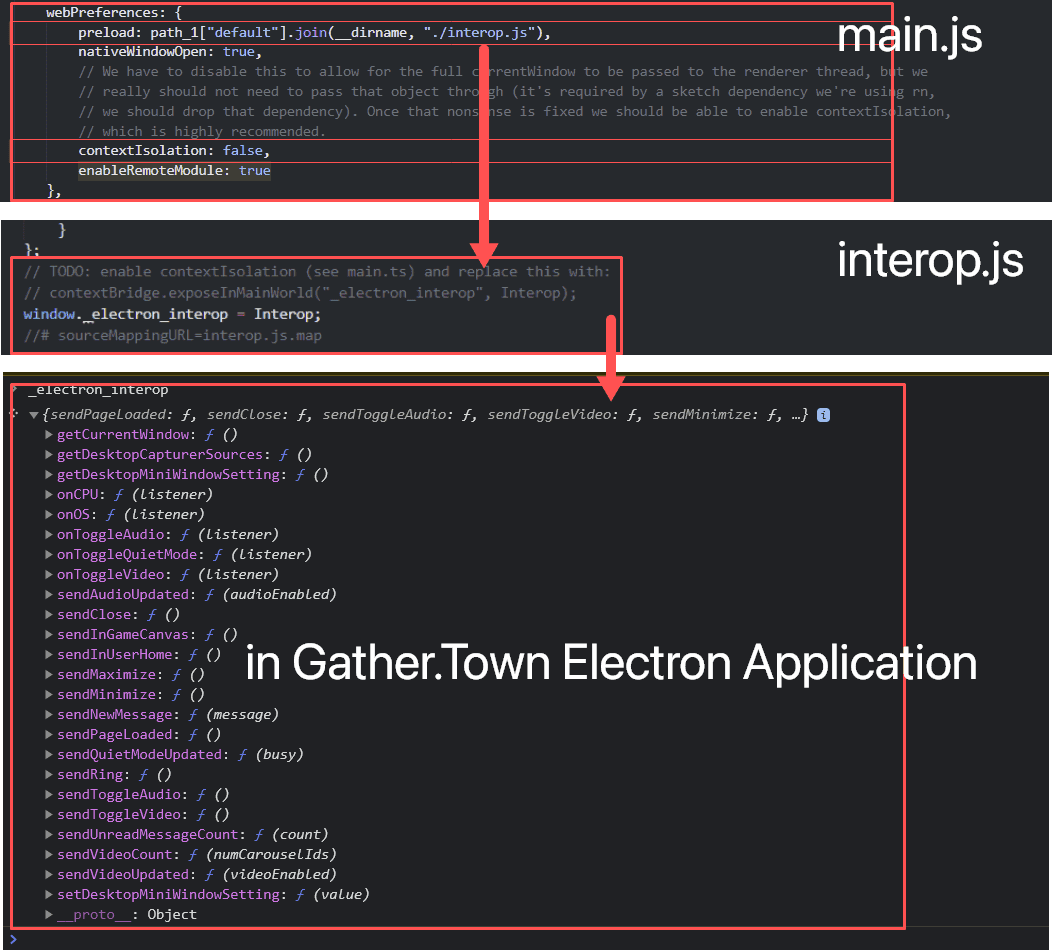 webPreferences: {
preload: path_1["default"].join(__dirname, "./interop.js"),
main.js
nativeWindowOpen: true,
// We have to disable this to allow for the full currentWindow to be passed to the renderer thread, but we
// really should not need to pass that object through (it's required by a sketch dependency we're using rn,
// we should drop that dependency). Once that nonsense is fixed we should be able to enable contextIsolation,
// which is highly recommended.
contextIsolation: false,
enableRemoteModule: true
},
}
};
interop.js
// TODO: enable contextIsolation (see main.ts) and replace this with:
// contextBridge.exposeInMainWorld("_electron_interop", Interop);
window._electron_interop = Interop;
//# sourceMappingURL=interop.js.map
_electron_interop
{sendPageLoaded: ƒ, sendClose: ƒ, sendToggleAudio: ƒ, sendToggleVideo: ƒ, sendMinimize: ƒ, …} i
getCurrentWindow: ƒ ()
getDesktopCapturerSources: ƒ ()
getDesktopMiniWindowSetting: ƒ ()
onCPU: ƒ (listener)
onOS: ƒ (listener)
onToggleAudio: ƒ (listener)
onToggleQuietMode: ƒ (listener)
onToggleVideo: ƒ (listener)
sendAudioUpdated: ƒ (audioEnabled)
sendClose: ƒ ()
sendInGameCanvas: ƒ ()
sendInUserHome: ƒ ()
in Gather.Town Electron Application
sendMaximize: ƒ ()
sendMinimize: ƒ ()
sendNewMessage: ƒ (message)
sendPageLoaded: ƒ ()
sendQuietModeUpdated: ƒ (busy)
sendRing: ƒ ()
sendToggleAudio: ƒ ()
sendToggleVideo: ƒ ()
sendUnreadMessageCount: ƒ (count)
sendVideoCount: ƒ (numCarouselIds)
sendVideoUpdated: ƒ (videoEnabled)
setDesktopMiniWindowSetting: ƒ (value)
__proto__: Object